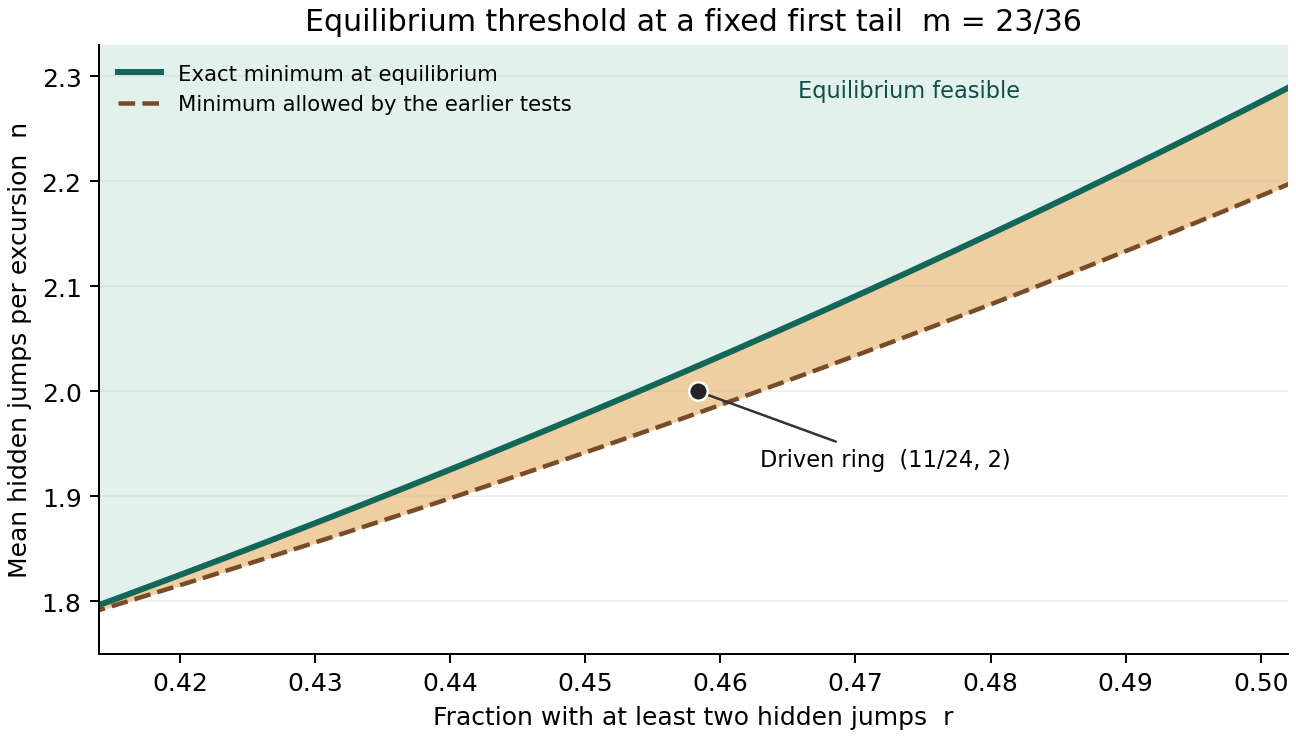 Equilibrium threshold at a fixed first tail m = 23/36
Exact minimum at equilibrium
Minimum allowed by the earlier tests
Equilibrium feasible
Driven ring (11/24, 2)
Mean hidden jumps per excursion n
2.3
2.2
2.1
2.0
1.9
1.8
0.42 0.43 0.44 0.45 0.46 0.47 0.48 0.49 0.50
Fraction with at least two hidden jumps r